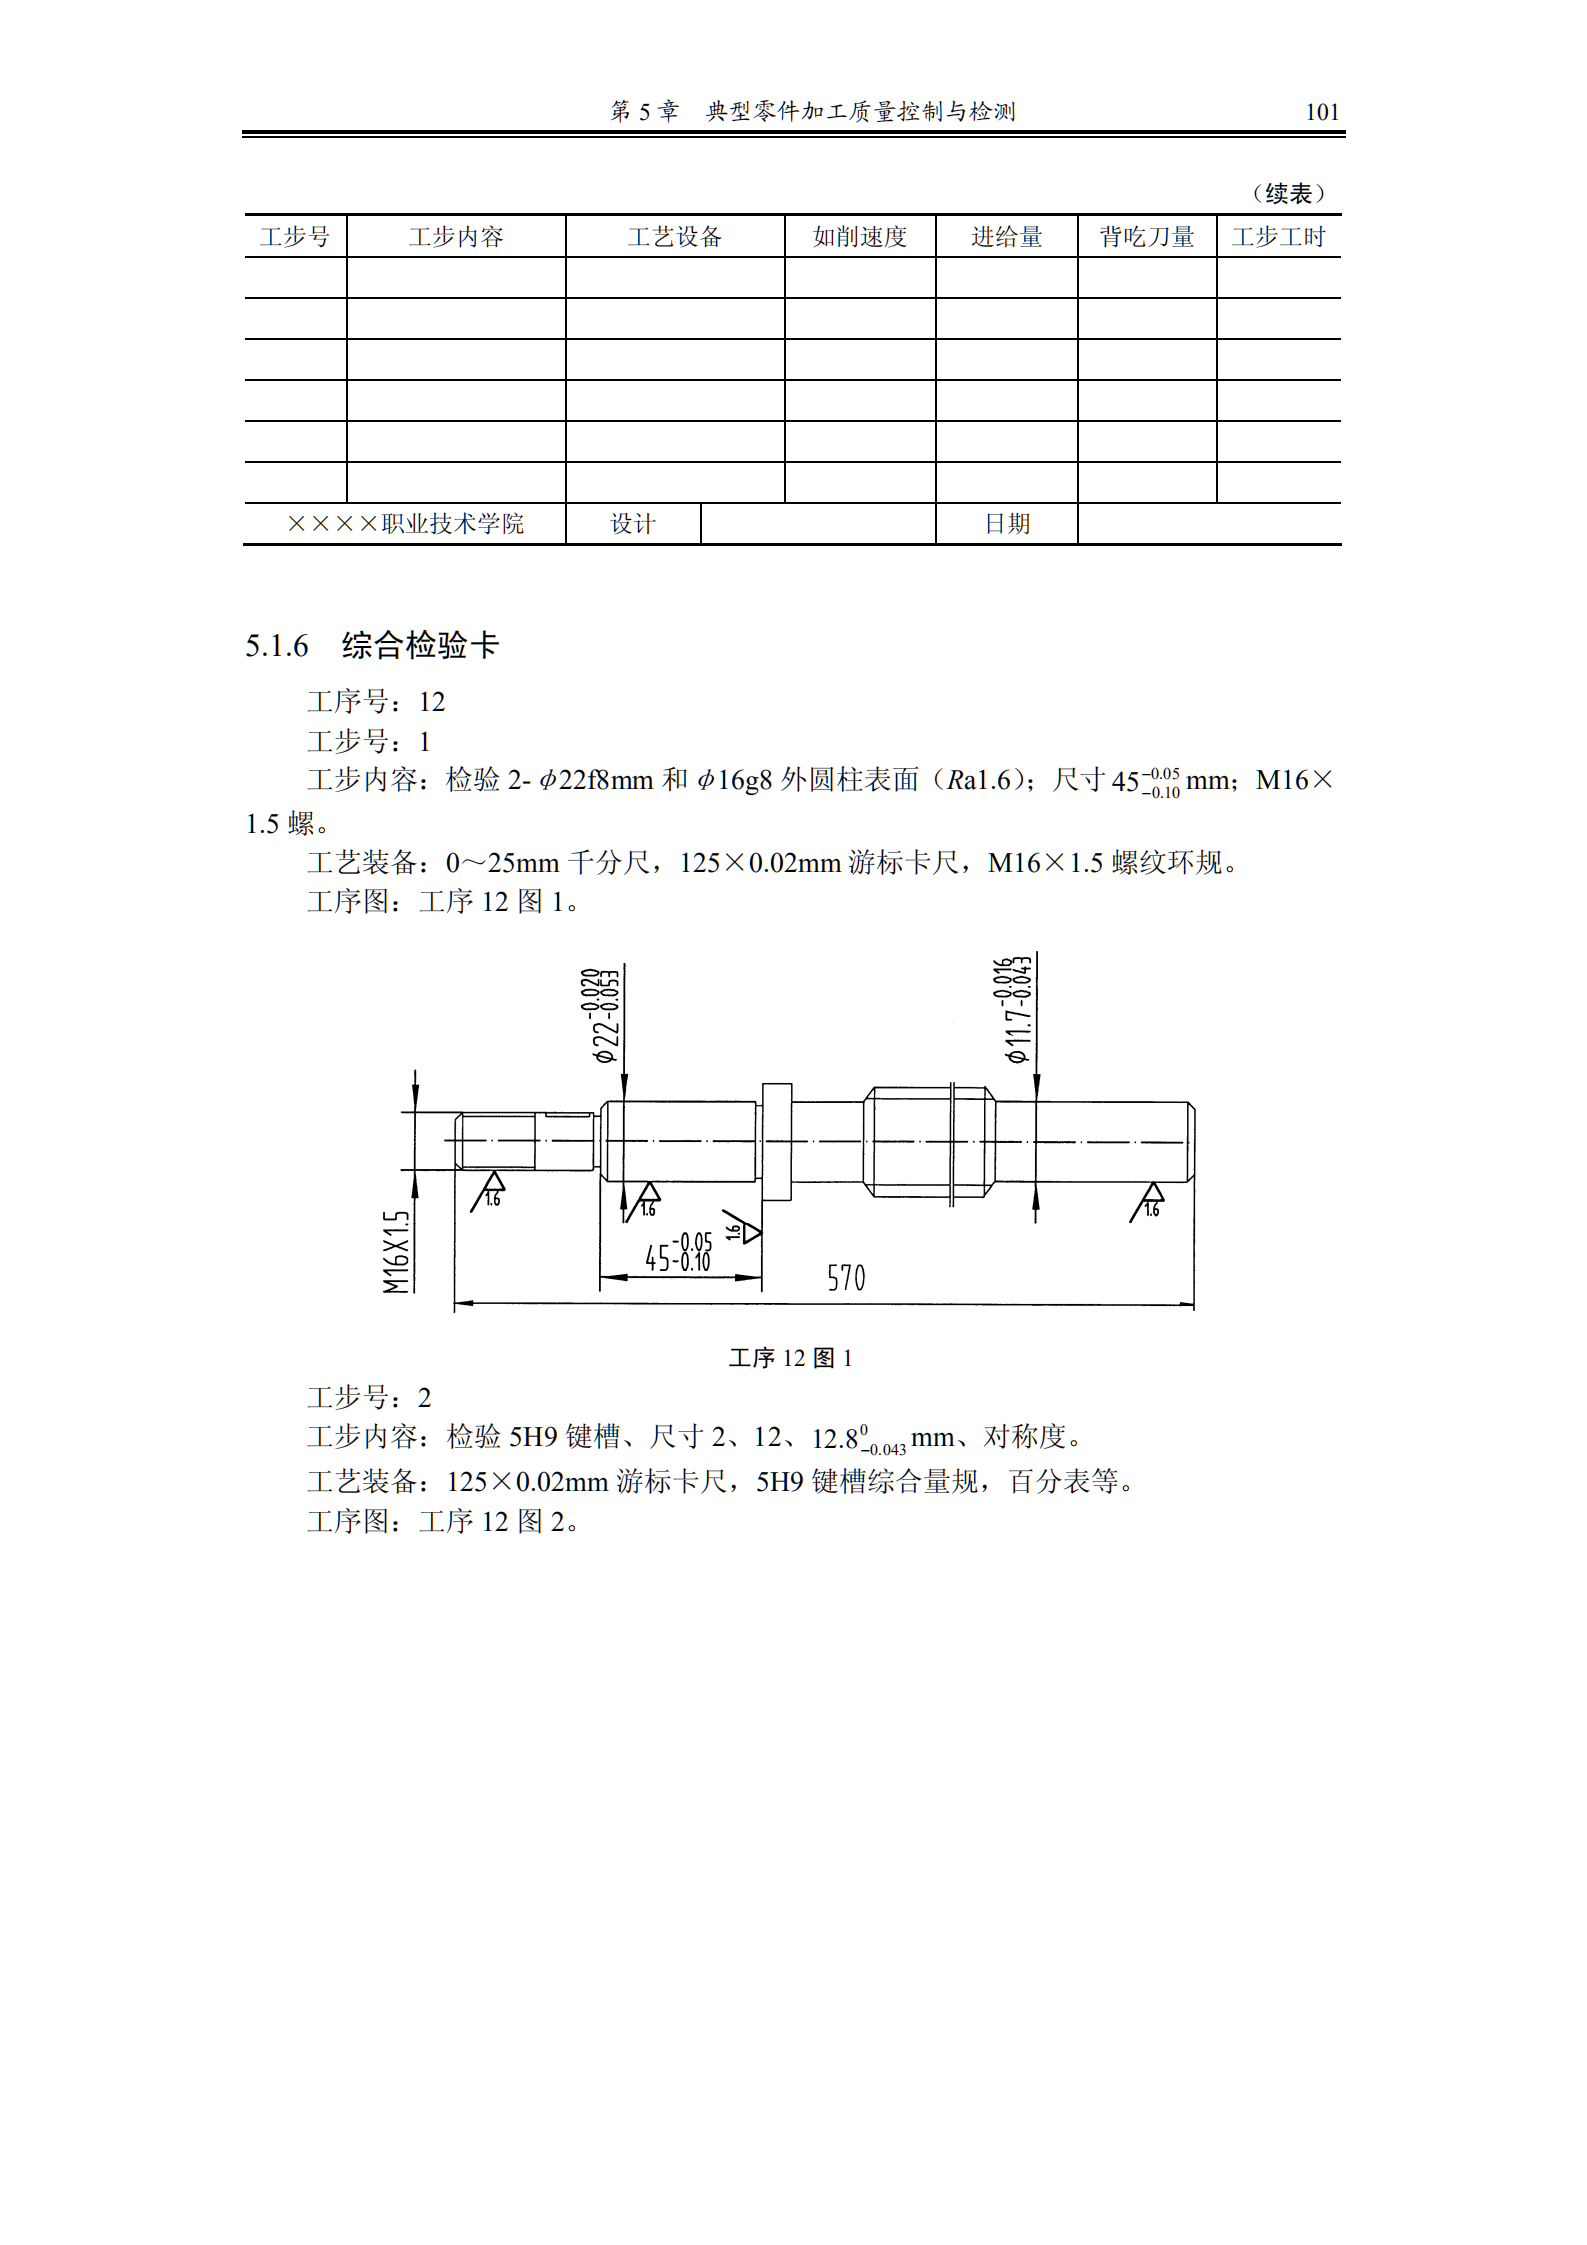 第 5 章 典型零件加工质量控制与检测 101
（续表）
工步号 工步内容 工艺设备 如削速度 进给量 背吃刀量 工步工时
××××职业技术学院 设计 日期
5.1.6 综合检验卡
工序号：12
工步号：1
工步内容：检验 2- φ22f8mm 和 φ16g8 外圆柱表面（Ra1.6）；尺寸 45 −0.05 −0.10 mm；M16×
1.5 螺。
工艺装备：0～25mm 千分尺，125×0.02mm 游标卡尺，M16×1.5 螺纹环规。
工序图：工序 12 图 1。
φ22 -0.020 -0.053
φ11.7 -0.016 -0.043
M16X1.5
1.6
1.6
1.6
1.6
45 -0.05 -0.10
570
工序 12 图 1
工步号：2
工步内容：检验 5H9 键槽、尺寸 2、12、12.8 0 −0.043 mm、对称度。
工艺装备：125×0.02mm 游标卡尺，5H9 键槽综合量规，百分表等。
工序图：工序 12 图 2。